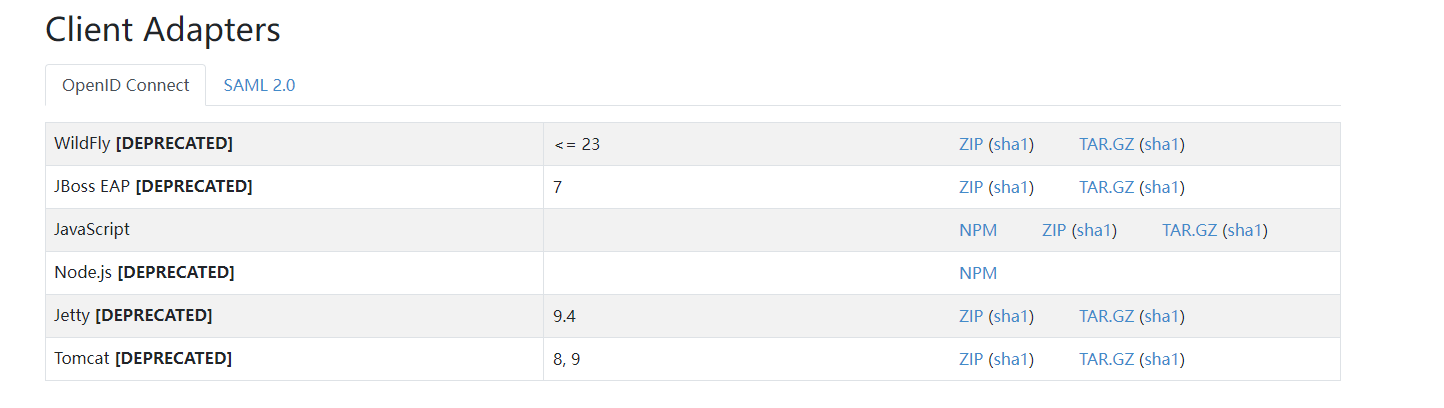 Client Adapters
OpenID Connect SAML 2.0
WildFly [DEPRECATED] <= 23 ZIP (sha1) TAR.GZ (sha1)
JBoss EAP [DEPRECATED] 7 ZIP (sha1) TAR.GZ (sha1)
JavaScript NPM ZIP (sha1) TAR.GZ (sha1)
Node.js [DEPRECATED] NPM
Jetty [DEPRECATED] 9.4 ZIP (sha1) TAR.GZ (sha1)
Tomcat [DEPRECATED] 8, 9 ZIP (sha1) TAR.GZ (sha1)